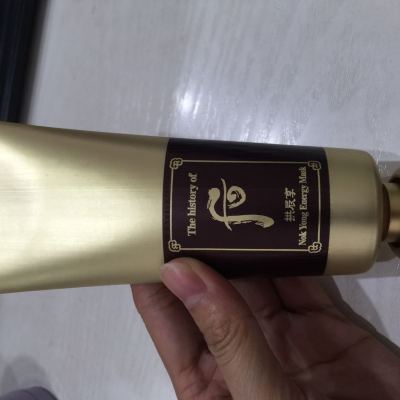 The history of
后
拱辰享
Nok Yong Energy Mask